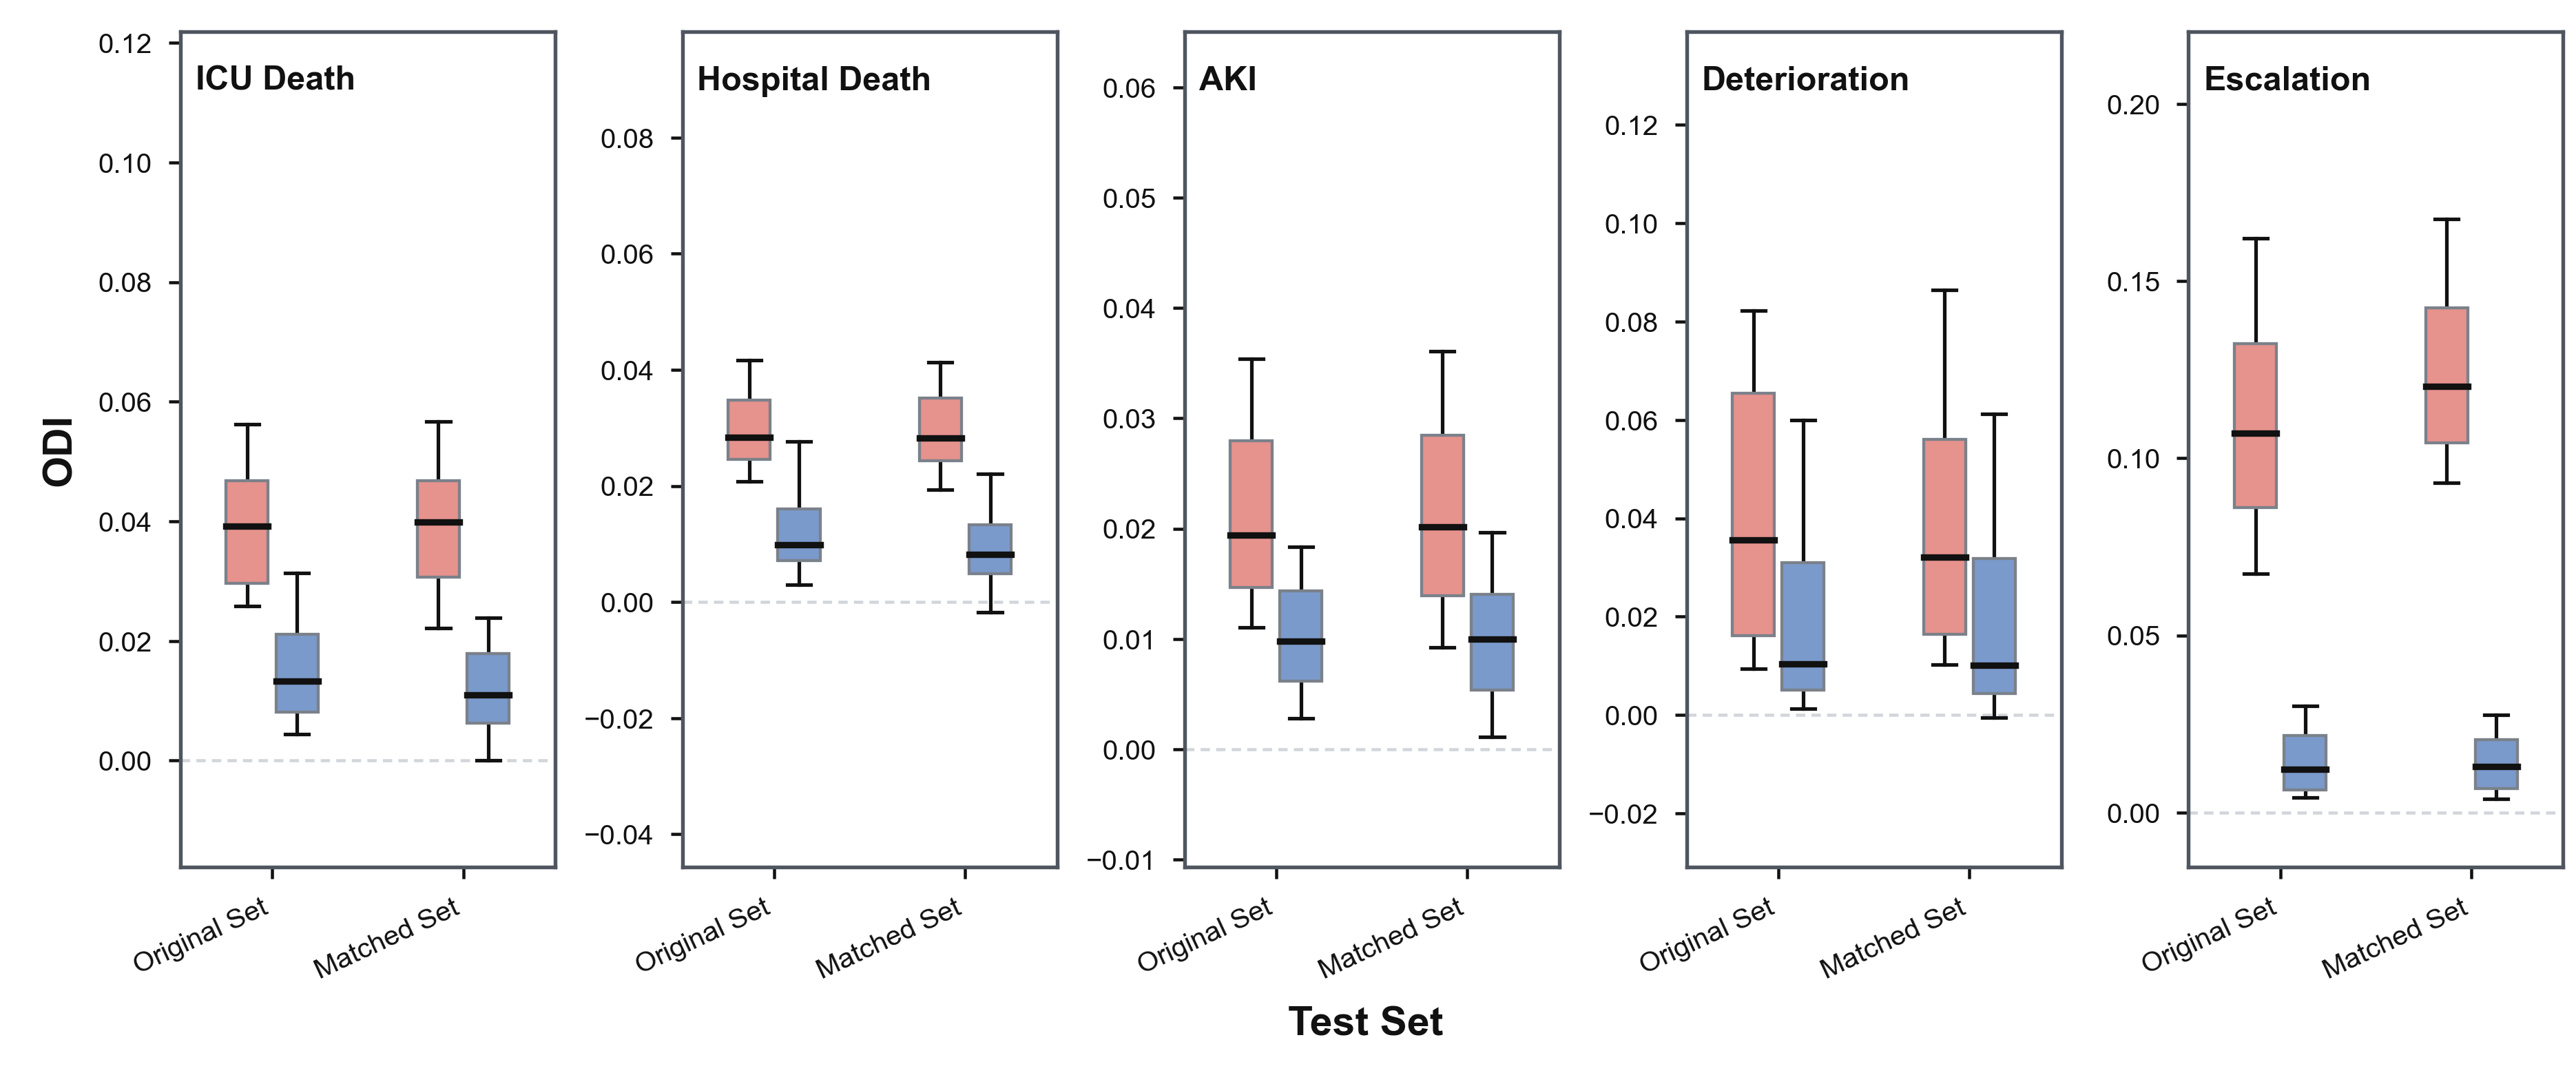 ICU Death
Hospital Death
AKI
Deterioration
Escalation
ODI
0.12
0.10
0.08
0.06
0.04
0.02
0.00
0.08
0.06
0.04
0.02
0.00
−0.02
−0.04
0.06
0.05
0.04
0.03
0.02
0.01
0.00
−0.01
0.12
0.10
0.08
0.06
0.04
0.02
0.00
−0.02
0.20
0.15
0.10
0.05
0.00
Original Set
Matched Set
Original Set
Matched Set
Original Set
Matched Set
Original Set
Matched Set
Original Set
Matched Set
Test Set